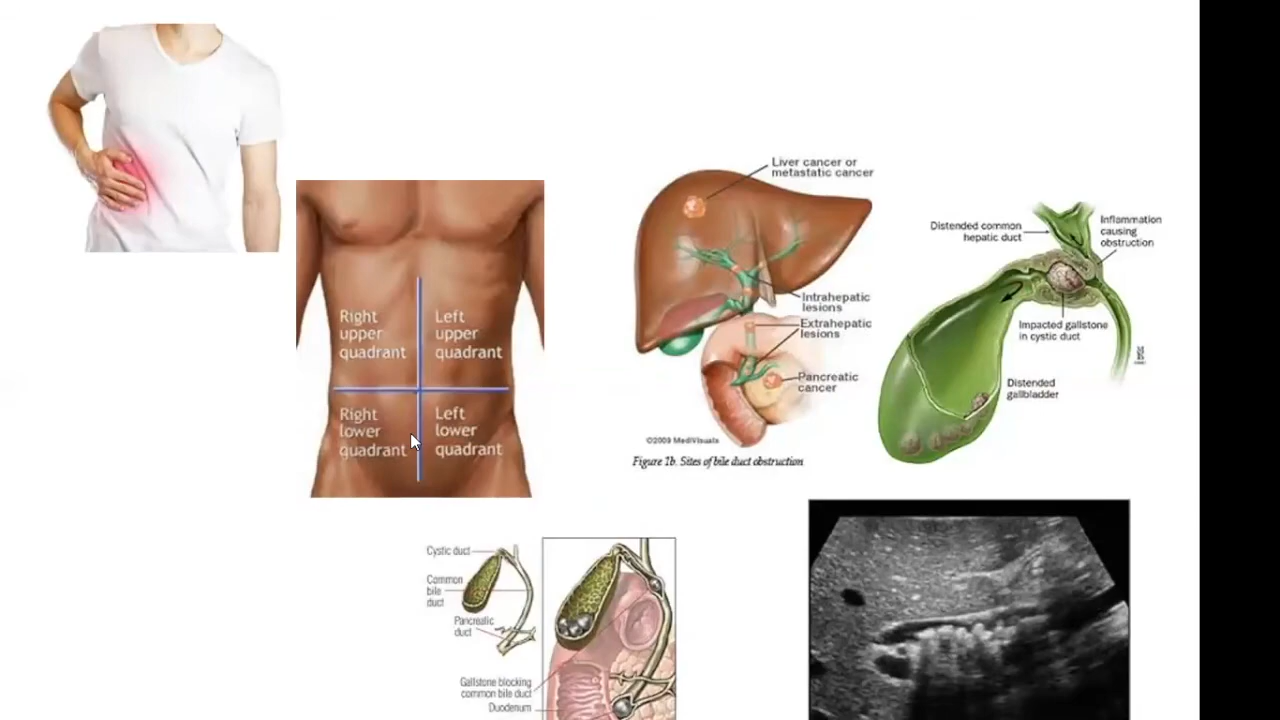 Right
upper
quadrant
Left
upper
quadrant
Right
lower
quadrant
Left
lower
quadrant
Liver cancer or
metastatic cancer
Intrahepatic
lesions
Extrahepatic
lesions
Pancreatic
cancer
©2009 MediVisuals
Figure 1b. Sites of bile duct obstruction
Distended common
hepatic duct
Inflammation
causing
obstruction
Impacted gallstone
in cystic duct
Distended
gallbladder
Cystic duct
Common
bile
duct
Pancreatic
duct
Gallstone blocking
common bile duct
Duodenum